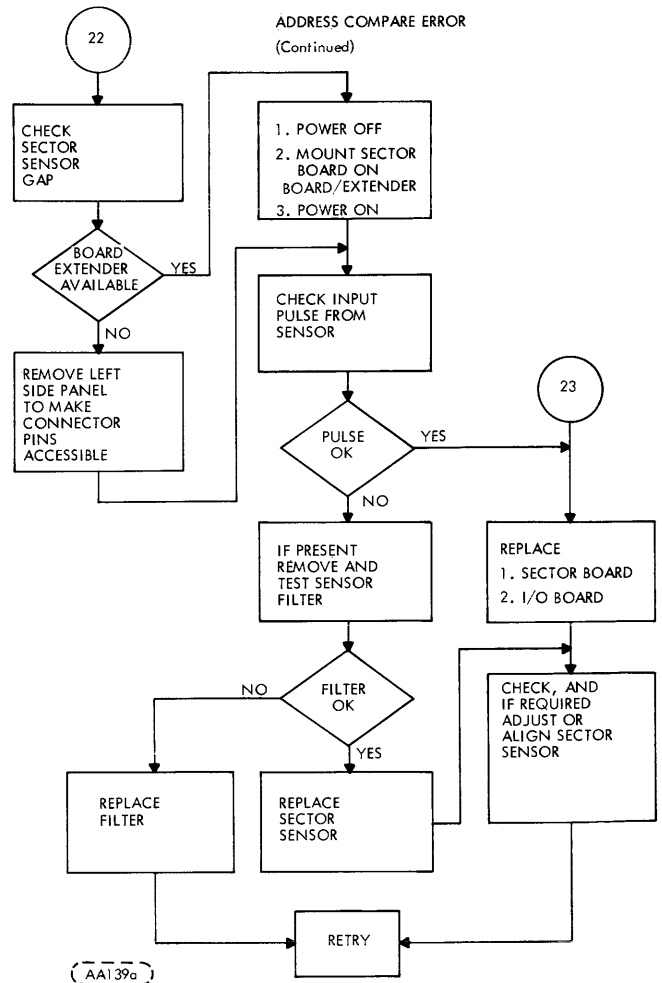 ADDRESS COMPARE ERROR
(Continued)
22
CHECK
SECTOR
SENSOR
GAP
BOARD
EXTENDER
AVAILABLE
YES
NO
REMOVE LEFT
SIDE PANEL
TO MAKE
CONNECTOR
PINS
ACCESSIBLE
1. POWER OFF
2. MOUNT SECTOR
BOARD ON
BOARD/EXTENDER
3. POWER ON
CHECK INPUT
PULSE FROM
SENSOR
PULSE
OK
YES
NO
23
IF PRESENT
REMOVE AND
TEST SENSOR
FILTER
REPLACE
1. SECTOR BOARD
2. I/O BOARD
FILTER
OK
NO
YES
CHECK, AND
IF REQUIRED
ADJUST OR
ALIGN SECTOR
SENSOR
REPLACE
FILTER
REPLACE
SECTOR
SENSOR
RETRY
AA139a